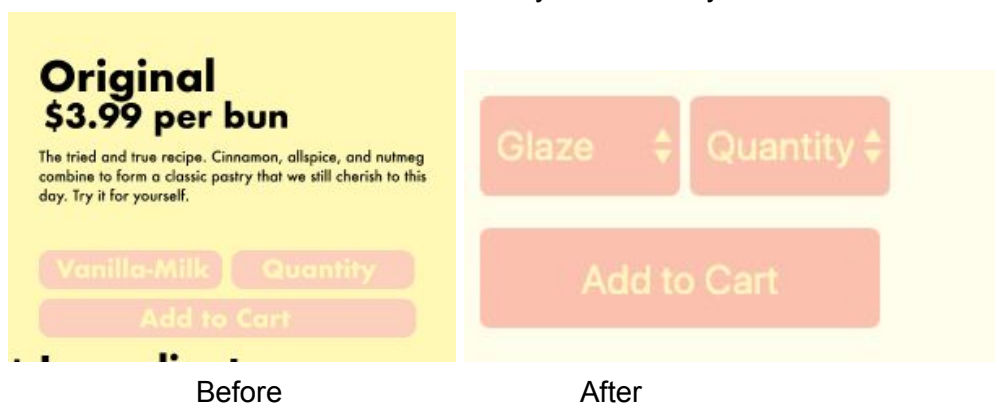 Original
$3.99 per bun
The tried and true recipe. Cinnamon, allspice, and nutmeg
combine to form a classic pastry that we still cherish to this
day. Try it for yourself.
Vanilla-Milk Quantity
Add to Cart
Glaze Quantity
Add to Cart
Before After